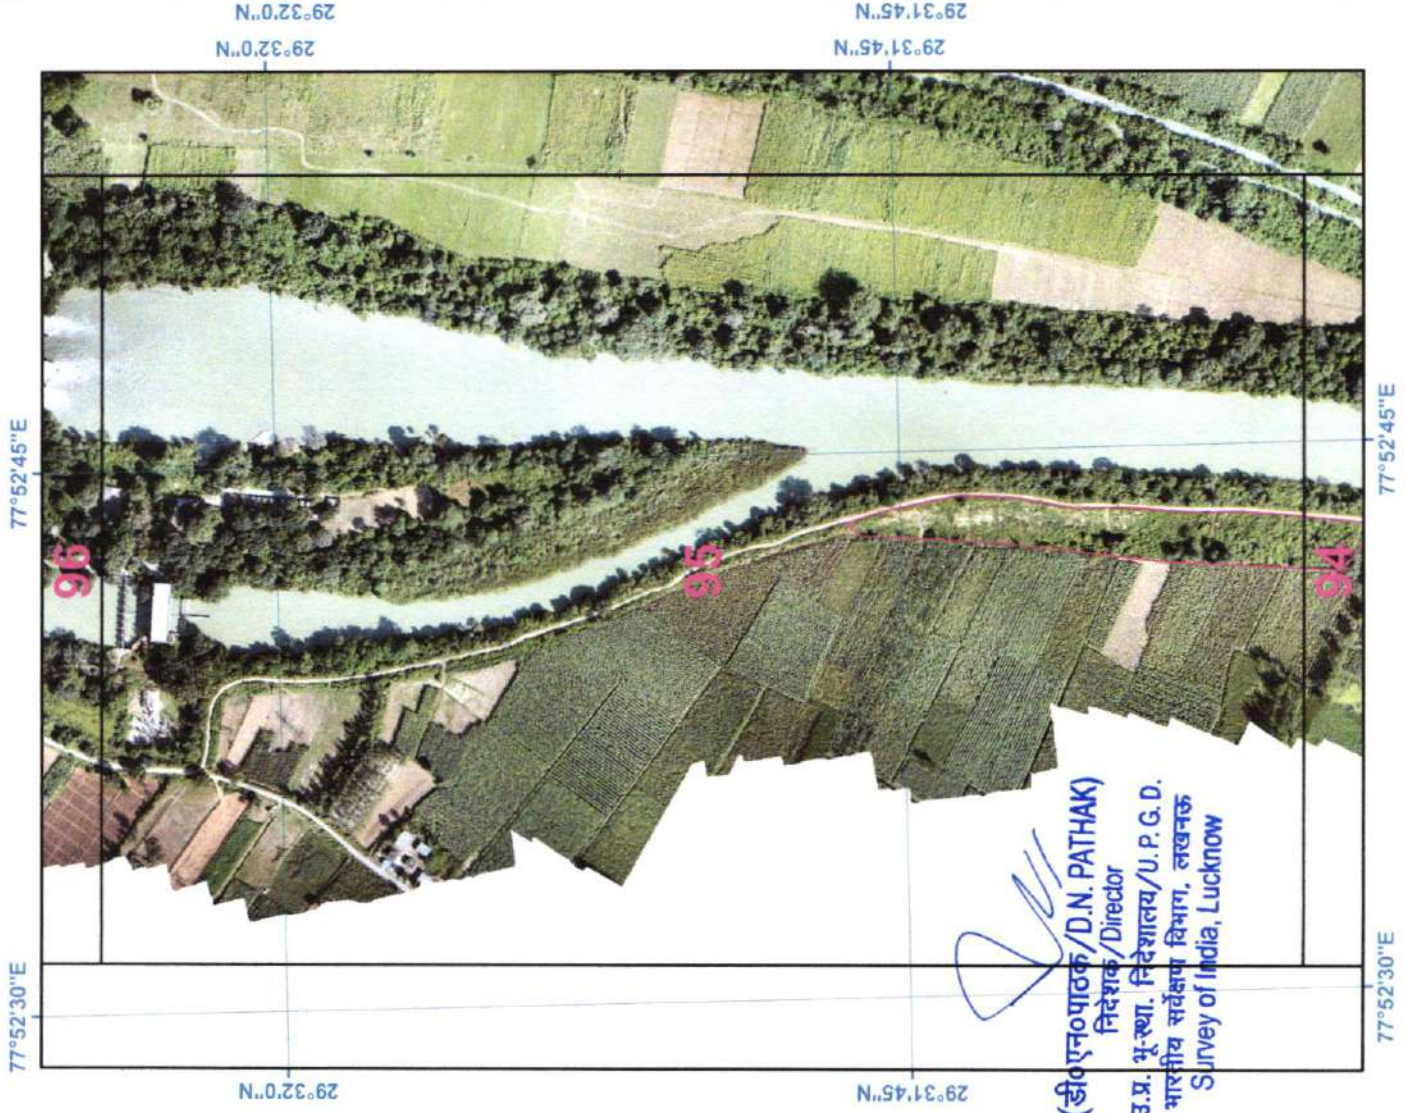 29°32'0"N
29°31'45"N
29°32'0"N
29°31'45"N
77°52'45"E
77°52'45"E
96
95
94
77°52'30"E
77°52'30"E
(डी०एन०पाठक/D.N. PATHAK)
निदेशक/Director
उ.प्र. भू-स्था. निदेशालय/U.P.G.D.
भारतीय सर्वेक्षण विभाग, लखनऊ
Survey of India, Lucknow
29°32'0"N
29°31'45"N